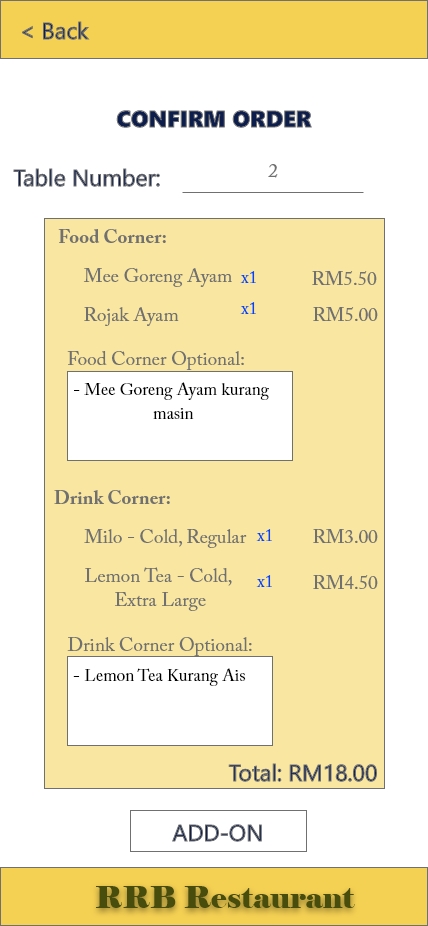 < Back
CONFIRM ORDER
Table Number: 2
Food Corner:
Mee Goreng Ayam x1 RM5.50
Rojak Ayam x1 RM5.00
Food Corner Optional:
- Mee Goreng Ayam kurang
masin
Drink Corner:
Milo - Cold, Regular x1 RM3.00
Lemon Tea - Cold, x1 RM4.50
Extra Large
Drink Corner Optional:
- Lemon Tea Kurang Ais
Total: RM18.00
ADD-ON
RRB Restaurant